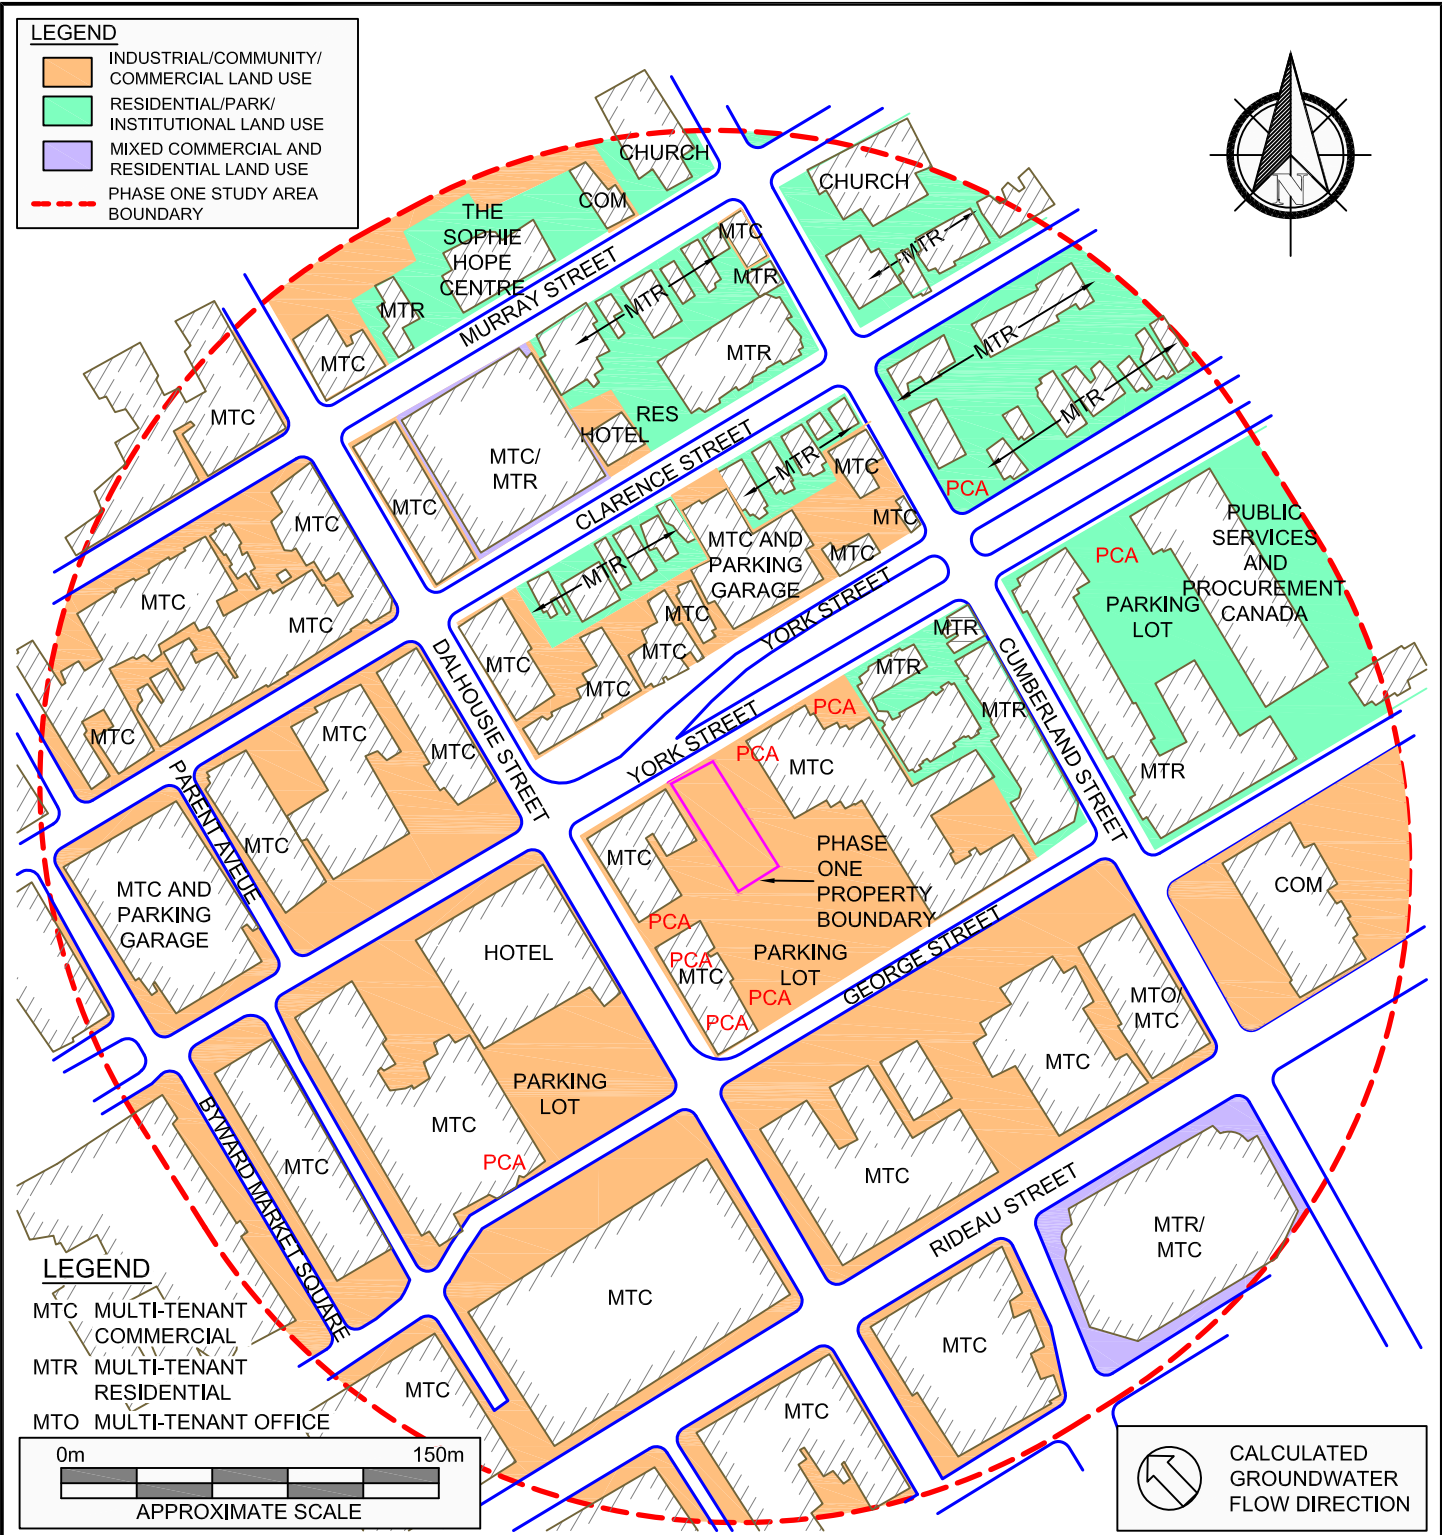 LEGEND
INDUSTRIAL/COMMUNITY/
COMMERCIAL LAND USE
RESIDENTIAL/PARK/
INSTITUTIONAL LAND USE
MIXED COMMERCIAL AND
RESIDENTIAL LAND USE
PHASE ONE STUDY AREA
BOUNDARY
N
CHURCH
COM
THE
SOPHIE
HOPE
CENTRE
MTR
MTC
MURRAY STREET
CHURCH
MTR
MTC
MTR
MTR
MTR
MTC
MTC
MTC/
MTR
HOTEL
RES
CLARENCE STREET
MTR
MTR
PCA
MTR
MTC
MTC
MTC
MTC AND
PARKING
GARAGE
MTR
MTC
MTC
MTC
MTC
MTC
MTC
MTC
MTC
YORK STREET
PCA
PARKING
LOT
PUBLIC
SERVICES
AND
PROCUREMENT
CANADA
MTR
MTR
MTR
MTR
CUMBERLAND STREET
DALHOUSIE STREET
YORK STREET
PCA
PCA
MTC
MTC
MTC
MTC
MTC
PARENT AVEUE
MTC AND
PARKING
GARAGE
MTC
PHASE
ONE
PROPERTY
BOUNDARY
PCA
PCA
MTC
PARKING
LOT
PCA
PCA
GEORGE STREET
COM
HOTEL
MTO/
MTC
MTC
PARKING
LOT
MTC
PCA
MTC
BYWARD MARKET SQUARE
MTC
RIDEAU STREET
MTR/
MTC
MTC
MTC
MTC
MTC
LEGEND
MTC MULTI-TENANT
COMMERCIAL
MTR MULTI-TENANT
RESIDENTIAL
MTO MULTI-TENANT OFFICE
0m 150m
APPROXIMATE SCALE
CALCULATED
GROUNDWATER
FLOW DIRECTION